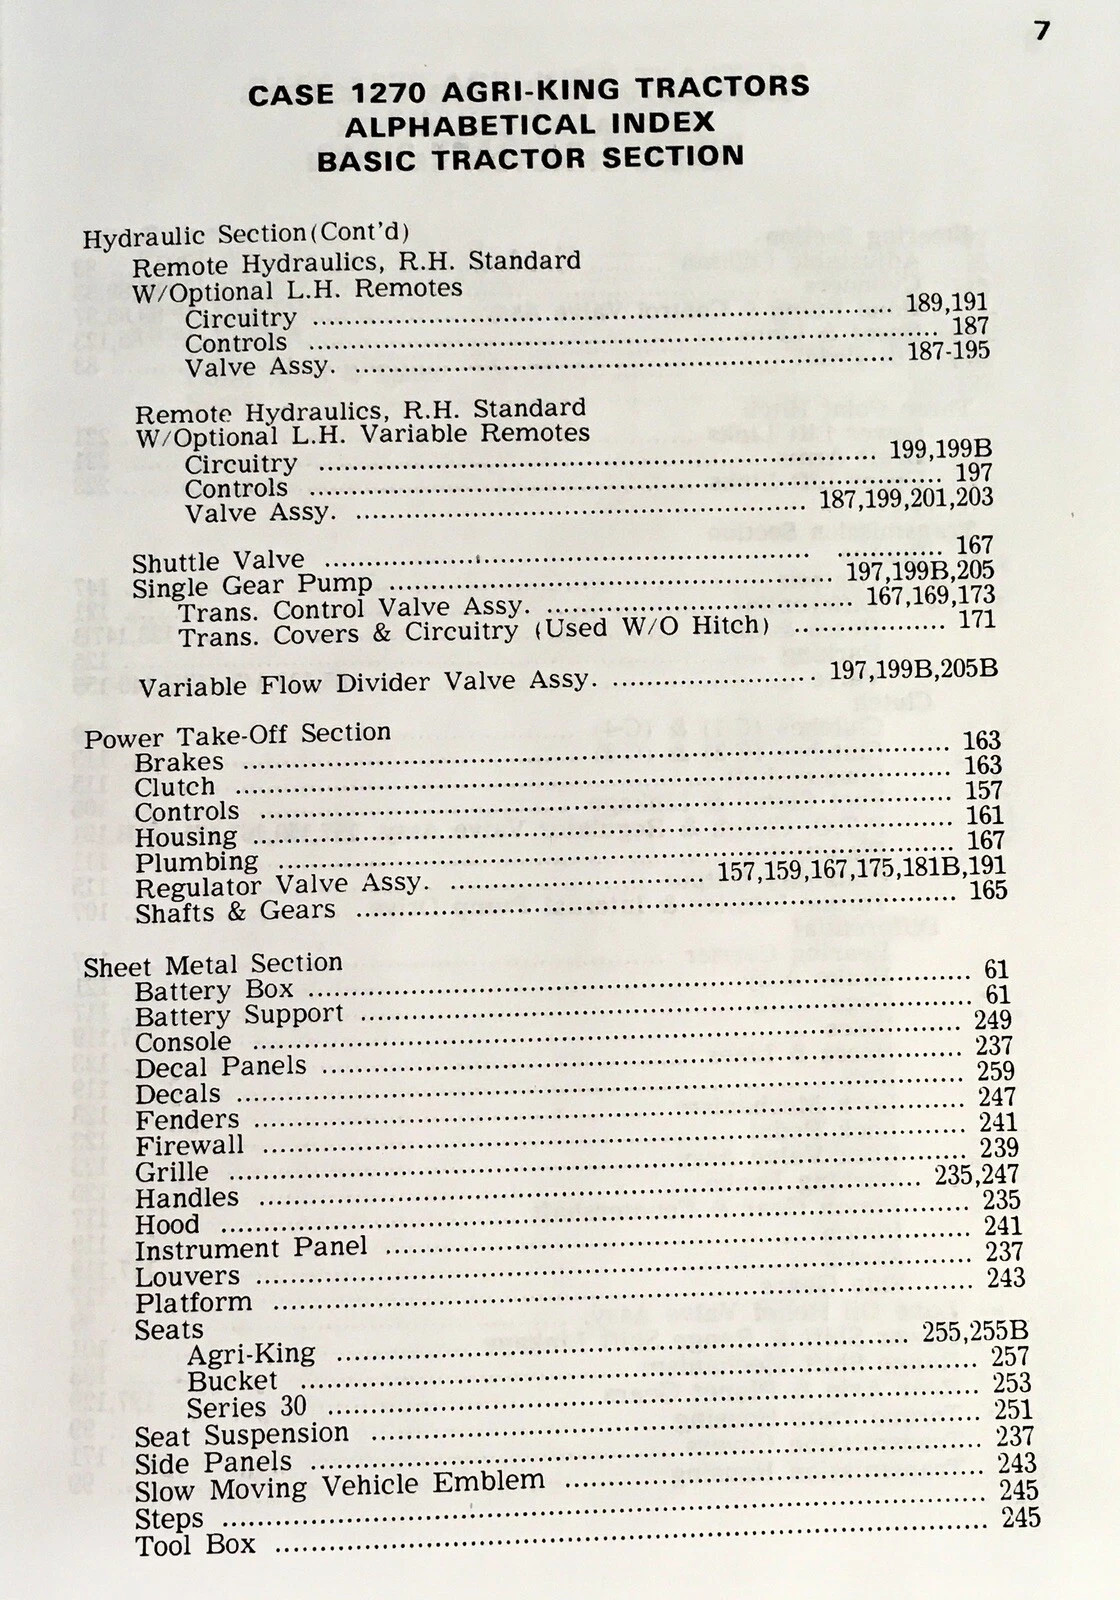 7
CASE 1270 AGRI-KING TRACTORS
ALPHABETICAL INDEX
BASIC TRACTOR SECTION
Hydraulic Section(Cont'd)
Remote Hydraulics, R.H. Standard
W/Optional L.H. Remotes
Circuitry ........ 189,191
Controls ........ 187
Valve Assy. ........ 187-195
Remote Hydraulics, R.H. Standard
W/Optional L.H. Variable Remotes
Circuitry ........ 199,199B
Controls ........ 197
Valve Assy. ........ 187,199,201,203
Shuttle Valve ........ 167
Single Gear Pump ........ 197,199B,205
Trans. Control Valve Assy. ........ 167,169,173
Trans. Covers & Circuitry (Used W/O Hitch) ........ 171
Variable Flow Divider Valve Assy. ........ 197,199B,205B
Power Take-Off Section
Brakes ........ 163
Clutch ........ 163
Controls ........ 157
Housing ........ 161
Plumbing ........ 167
Regulator Valve Assy. ........ 157,159,167,175,181B,191
Shafts & Gears ........ 165
Sheet Metal Section
Battery Box ........ 61
Battery Support ........ 61
Console ........ 249
Decal Panels ........ 237
Decals ........ 259
Fenders ........ 247
Firewall ........ 241
Grille ........ 239
Handles ........ 235,247
Hood ........ 235
Instrument Panel ........ 241
Louvers ........ 237
Platform ........ 243
Seats
Agri-King ........ 255,255B
Bucket ........ 257
Series 30 ........ 253
Seat Suspension ........ 251
Side Panels ........ 237
Slow Moving Vehicle Emblem ........ 243
Steps ........ 245
Tool Box ........ 245